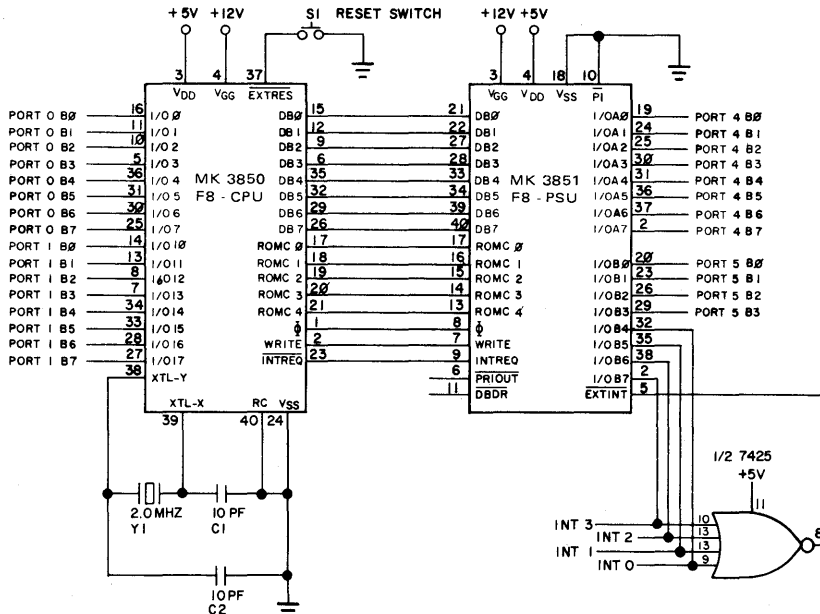 +5V +12V S1 RESET SWITCH +12V +5V
3 4 37 3 4 18 10
VDD VGG EXTRES VGG VDD VSS PI
PORT 0 B0 16 I/O 0 DB0 15 21 DB0 I/OA0 19 PORT 4 B0
PORT 0 B1 11 I/O 1 DB1 12 22 DB1 I/OA1 24 PORT 4 B1
PORT 0 B2 10 I/O 2 DB2 9 27 DB2 I/OA2 25 PORT 4 B2
PORT 0 B3 5 I/O 3 DB3 6 28 DB3 I/OA3 30 PORT 4 B3
PORT 0 B4 36 I/O 4 DB4 35 33 DB4 I/OA4 31 PORT 4 B4
PORT 0 B5 31 I/O 5 DB5 32 34 DB5 I/OA5 36 PORT 4 B5
PORT 0 B6 30 I/O 6 DB6 29 39 DB6 I/OA6 37 PORT 4 B6
PORT 0 B7 25 I/O 7 DB7 26 40 DB7 I/OA7 2 PORT 4 B7
MK 3850
F8 - CPU
MK 3851
F8 - PSU
PORT 1 B0 14 I/O 10 ROMC 0 17 17 ROMC 0 I/OB0 20 PORT 5 B0
PORT 1 B1 13 I/O 11 ROMC 1 18 16 ROMC 1 I/OB1 23 PORT 5 B1
PORT 1 B2 8 I/O 12 ROMC 2 19 15 ROMC 2 I/OB2 26 PORT 5 B2
PORT 1 B3 7 I/O 13 ROMC 3 20 14 ROMC 3 I/OB3 29 PORT 5 B3
PORT 1 B4 34 I/O 14 ROMC 4 21 13 ROMC 4 I/OB4 32
PORT 1 B5 33 I/O 15 Φ 1 8 Φ I/OB5 35
PORT 1 B6 28 I/O 16 WRITE 2 7 WRITE I/OB6 38
PORT 1 B7 27 I/O 17 INTREQ 23 9 INTREQ I/OB7 2
38 XTL-Y 6 PRIOUT EXTINT 5
11 DBDR
XTL-X RC VSS
39 40 24
1/2 7425
+5V
11
2.0 MHZ 10 PF
Y1 C1
INT 3 10
INT 2 13
INT 1 13
INT 0 9
8
10 PF
C2